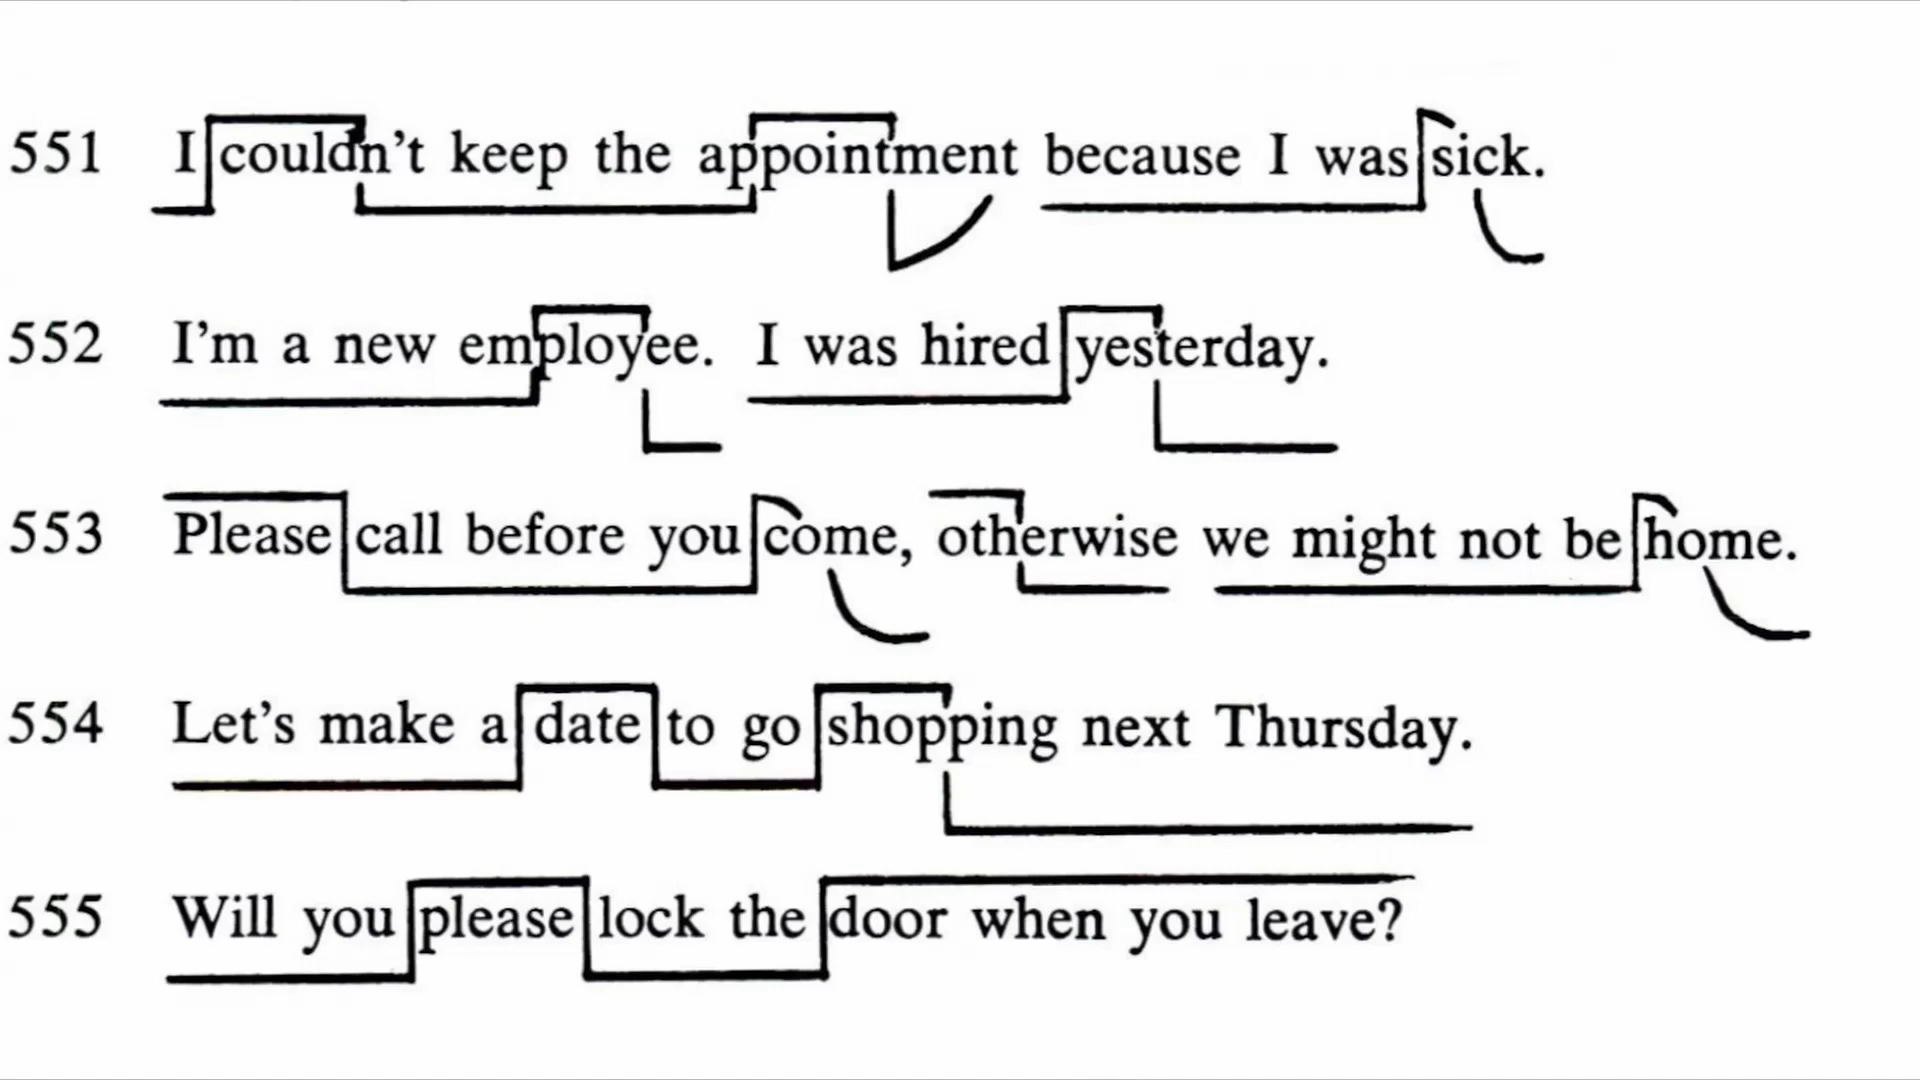 551 I couldn't keep the appointment because I was sick.
552 I'm a new employee. I was hired yesterday.
553 Please call before you come, otherwise we might not be home.
554 Let's make a date to go shopping next Thursday.
555 Will you please lock the door when you leave?